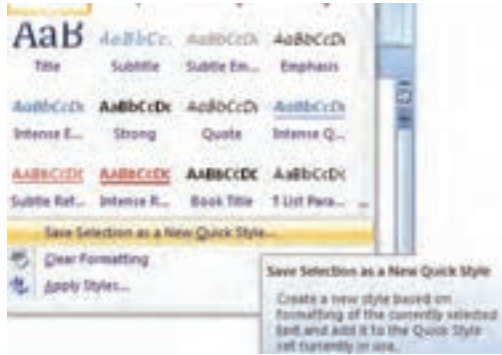 AaB AaBbCc. AaBbCcDc AaBbCcDc
Title Subtitle Subtle Em... Emphasis
AaBbCcDc AaBbCcDc AaBbCcDc AaBbCcDc
Intense E... Strong Quote Intense Q...
AaBbCcDc AaBbCcDc AaBbCcDc AaBbCcDc
Subtle Ref... Intense R... Book Title ¶ List Para...
Save Selection as a New Quick Style...
Clear Formatting
Apply Styles...
Save Selection as a New Quick Style
Create a new style based on
formatting of the currently selected
text and add it to the Quick Style
set currently in use.